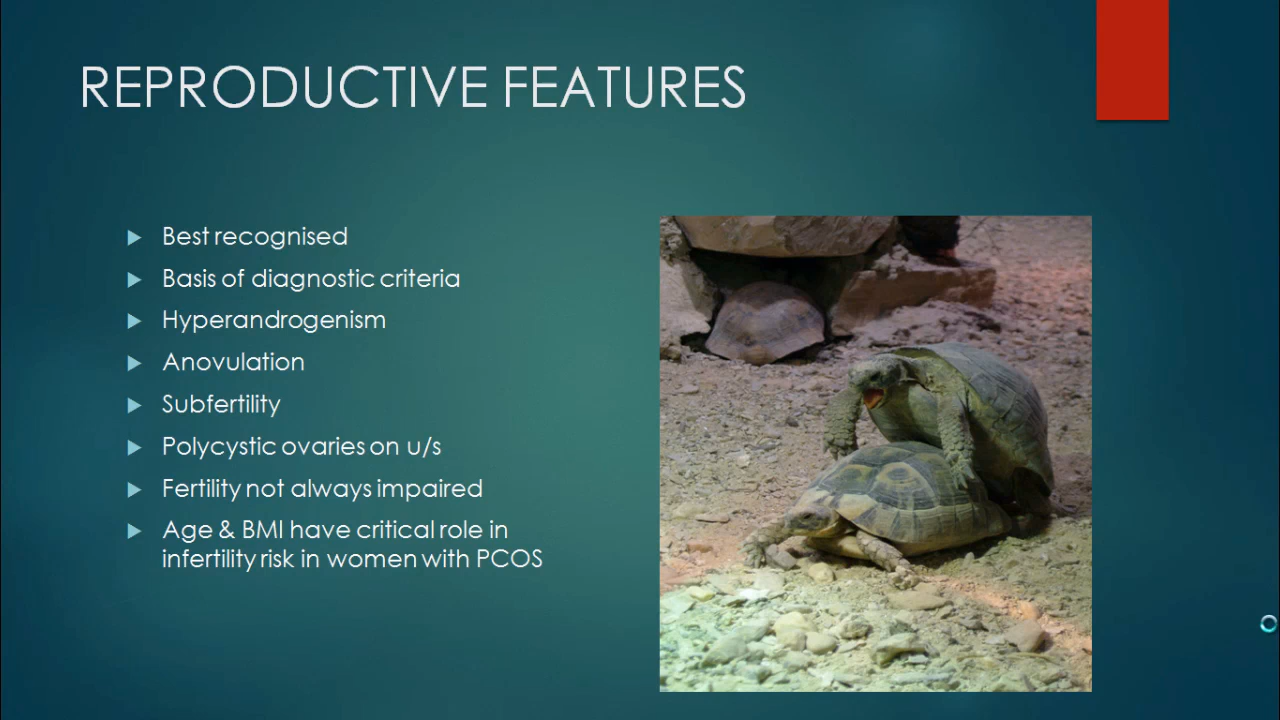 REPRODUCTIVE FEATURES
Best recognised
Basis of diagnostic criteria
Hyperandrogenism
Anovulation
Subfertility
Polycystic ovaries on u/s
Fertility not always impaired
Age & BMI have critical role in
infertility risk in women with PCOS